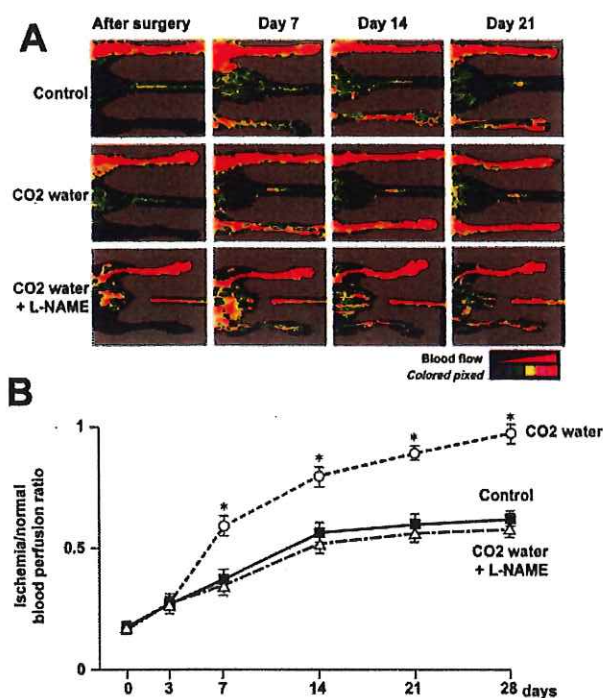 A
After surgery Day 7 Day 14 Day 21
Control
CO2 water
CO2 water
+ L-NAME
Blood flow
Colored pixed
B
1
0.5
0
Ischemia/normal
blood perfusion ratio
* * * * *
CO2 water
Control
CO2 water
+ L-NAME
0 3 7 14 21 28 days